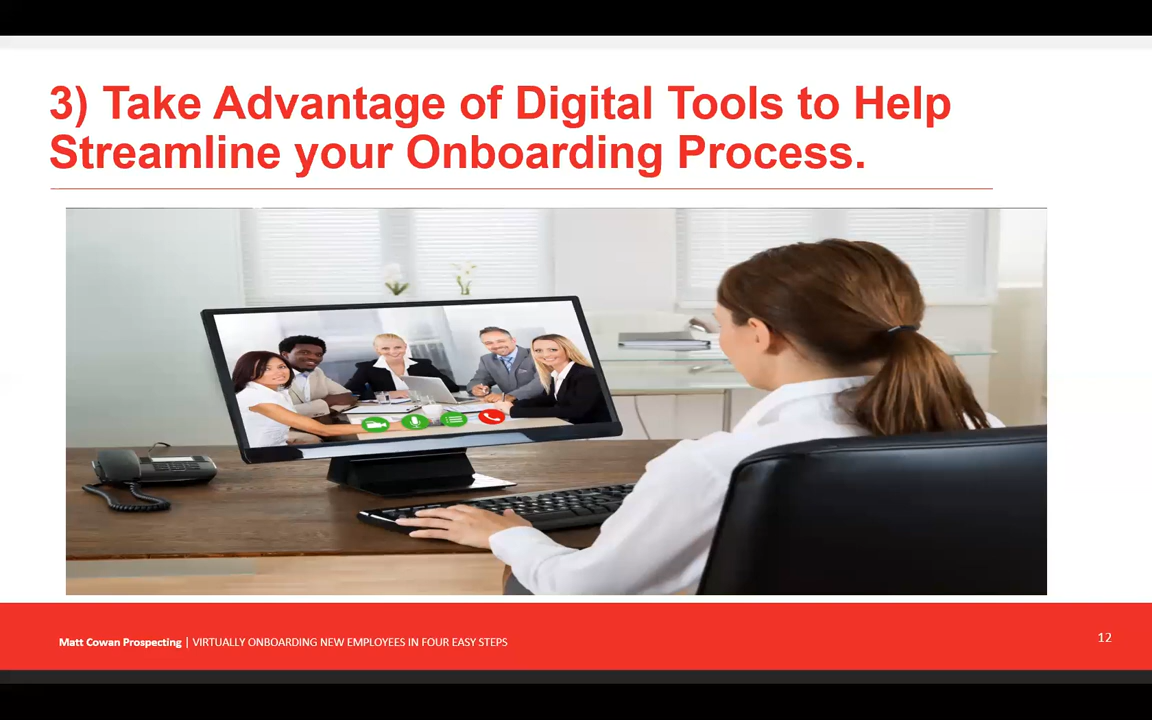 3) Take Advantage of Digital Tools to Help
Streamline your Onboarding Process.
Matt Cowan Prospecting | VIRTUALLY ONBOARDING NEW EMPLOYEES IN FOUR EASY STEPS
12